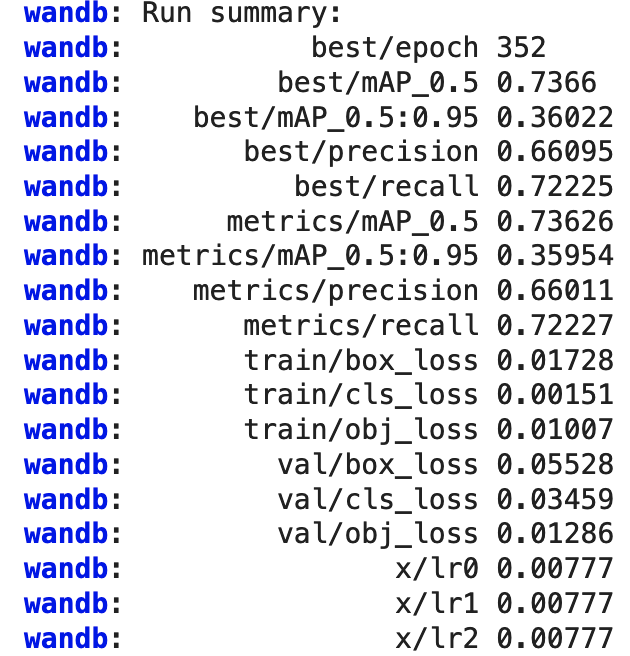 wandb: Run summary:
wandb: best/epoch 352
wandb: best/mAP_0.5 0.7366
wandb: best/mAP_0.5:0.95 0.36022
wandb: best/precision 0.66095
wandb: best/recall 0.72225
wandb: metrics/mAP_0.5 0.73626
wandb: metrics/mAP_0.5:0.95 0.35954
wandb: metrics/precision 0.66011
wandb: metrics/recall 0.72227
wandb: train/box_loss 0.01728
wandb: train/cls_loss 0.00151
wandb: train/obj_loss 0.01007
wandb: val/box_loss 0.05528
wandb: val/cls_loss 0.03459
wandb: val/obj_loss 0.01286
wandb: x/lr0 0.00777
wandb: x/lr1 0.00777
wandb: x/lr2 0.00777